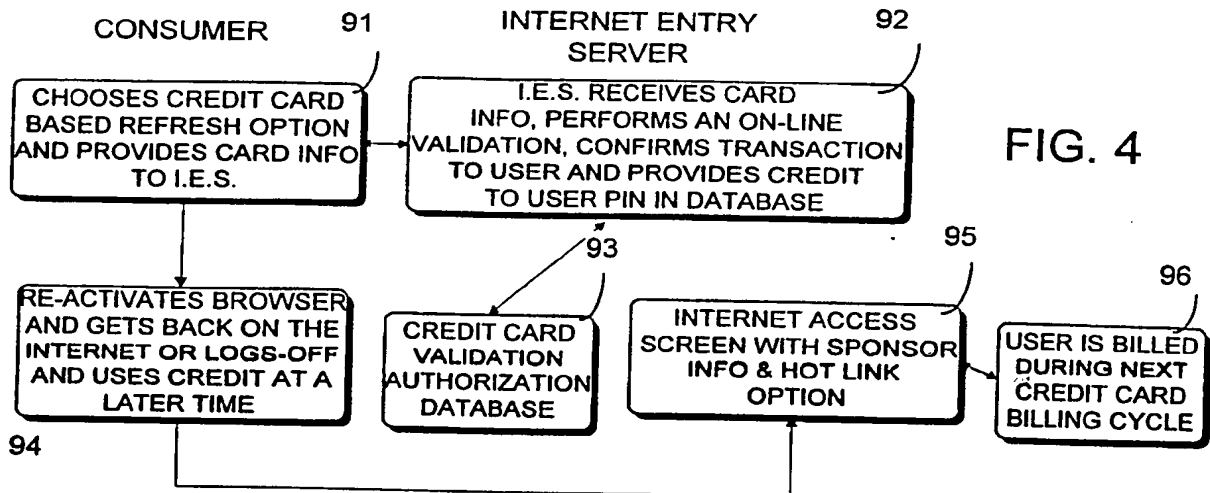 CONSUMER
91
INTERNET ENTRY
SERVER
92
CHOOSES CREDIT CARD
BASED REFRESH OPTION
AND PROVIDES CARD INFO
TO I.E.S.
I.E.S. RECEIVES CARD
INFO, PERFORMS AN ON-LINE
VALIDATION, CONFIRMS TRANSACTION
TO USER AND PROVIDES CREDIT
TO USER PIN IN DATABASE
FIG. 4
93
95
96
RE-ACTIVATES BROWSER
AND GETS BACK ON THE
INTERNET OR LOGS-OFF
AND USES CREDIT AT A
LATER TIME
94
CREDIT CARD
VALIDATION
AUTHORIZATION
DATABASE
INTERNET ACCESS
SCREEN WITH SPONSOR
INFO & HOT LINK
OPTION
USER IS BILLED
DURING NEXT
CREDIT CARD
BILLING CYCLE